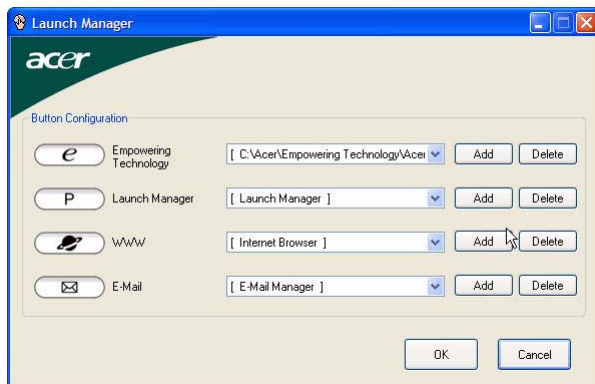 Launch Manager
acer
Button Configuration
e Empowering Technology [ C:\Acer\Empowering Technology\Acer Add Delete
P Launch Manager [ Launch Manager ] Add Delete
WWW [ Internet Browser ] Add Delete
E-Mail [ E-Mail Manager ] Add Delete
OK Cancel